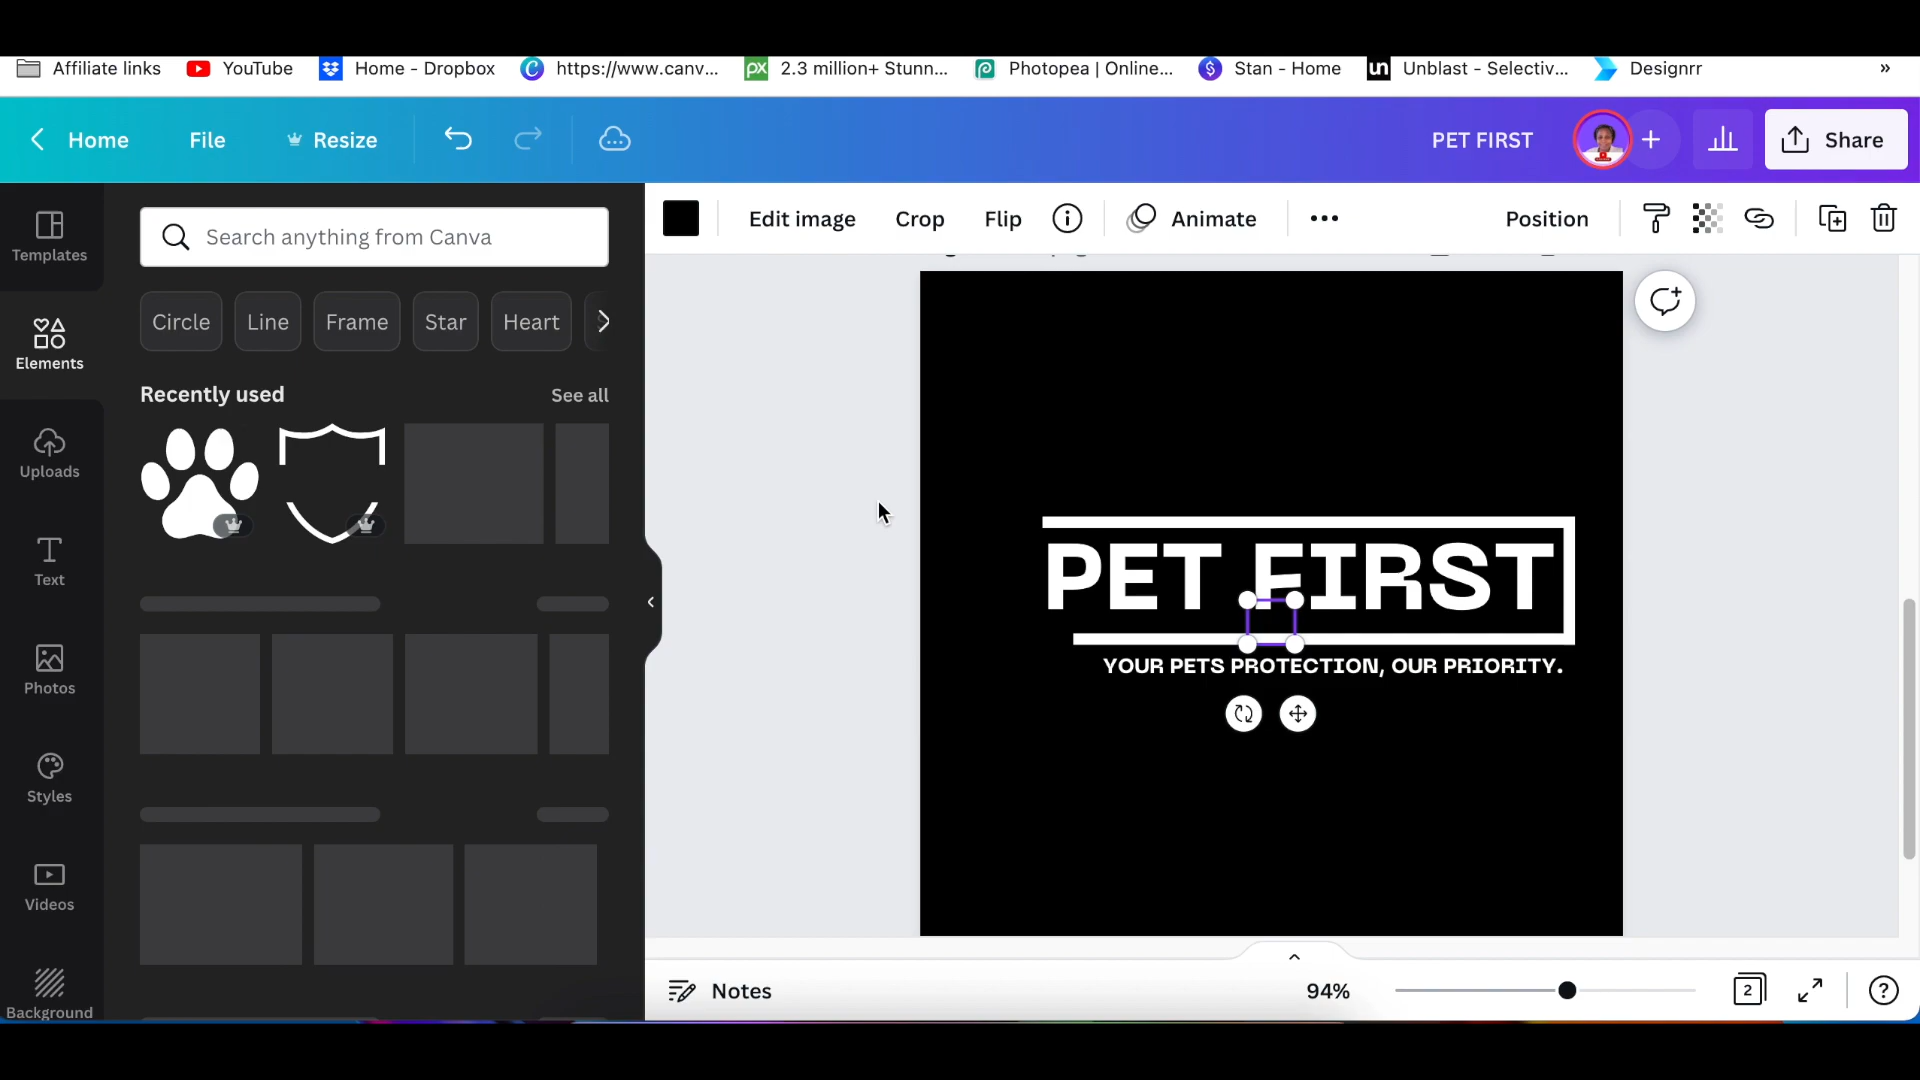 Affiliate links YouTube Home - Dropbox https://www.canv... 2.3 million+ Stunn... Photopea | Online... Stan - Home Unblast - Selectiv... Designrr »
Home File Resize PET FIRST Share
Templates
Elements
Uploads
Text
Photos
Styles
Videos
Background
Search anything from Canva
Circle Line Frame Star Heart
Recently used See all
Edit image Crop Flip Animate Position
PET FIRST
YOUR PETS PROTECTION, OUR PRIORITY.
Notes 94% 2